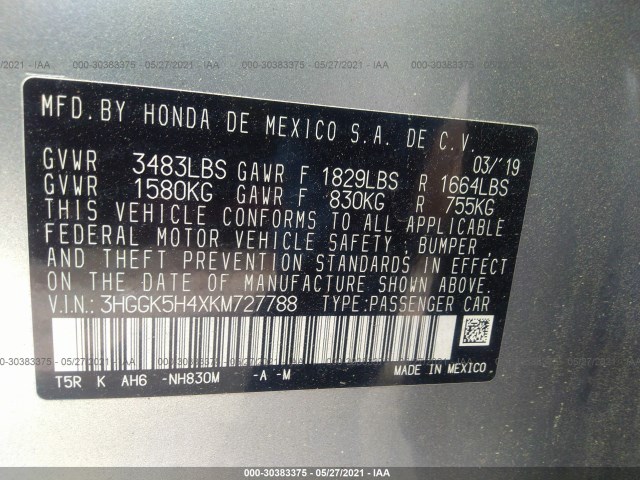 000-30383375 - 05/27/2021 - IAA
MFD.BY HONDA DE MEXICO S.A. DE C.V.
03/'19
GVWR 3483LBS GAWR F 1829LBS R 1664LBS
GVWR 1580KG GAWR F 830KG R 755KG
THIS VEHICLE CONFORMS TO ALL APPLICABLE
FEDERAL MOTOR VEHICLE SAFETY, BUMPER
AND THEFT PREVENTION STANDARDS IN EFFECT
ON THE DATE OF MANUFACTURE SHOWN ABOVE.
V.I.N.: 3HGGK5H4XKM727788 TYPE:PASSENGER CAR
T5R K AH6 -NH830M -A -M MADE IN MEXICO.
000-30383375 - 05/27/2021 - IAA